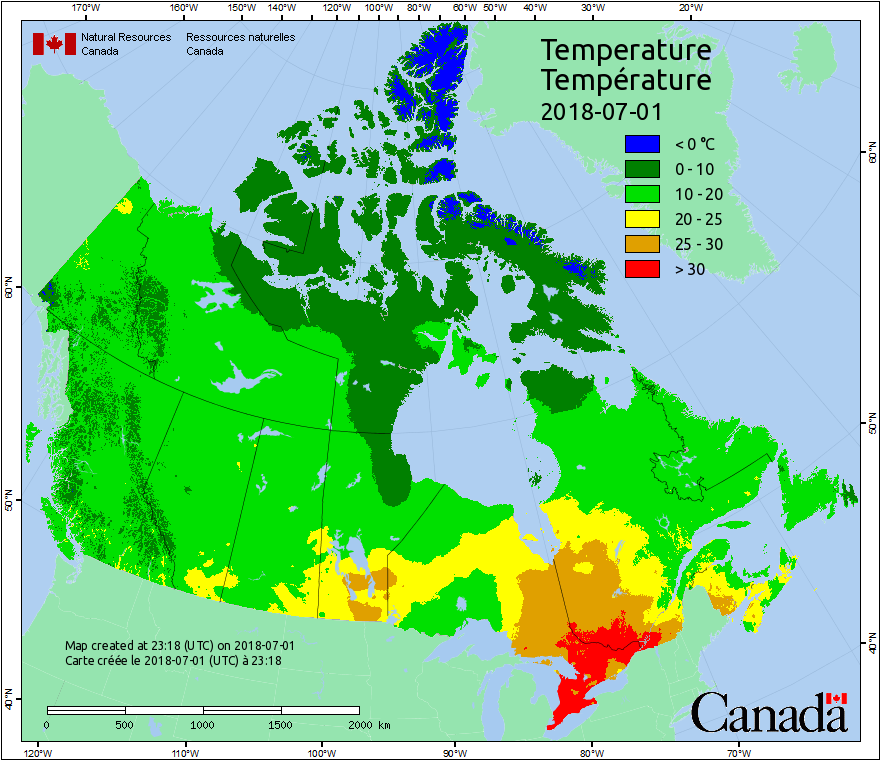 170°W 160°W 150°W 140°W 130°W 120°W 110°W 100°W 80°W 60°W 50°W 40°W 30°W 20°W
Natural Resources Ressources naturelles
Canada Canada
Temperature
Température
2018-07-01
< 0 °C
0 - 10
10 - 20
20 - 25
25 - 30
> 30
60°N
60°N
50°N
50°N
40°N
40°N
Map created at 23:18 (UTC) on 2018-07-01
Carte créée le 2018-07-01 (UTC) à 23:18
0 500 1000 1500 2000 km
Canada
120°W 110°W 100°W 90°W 80°W 70°W